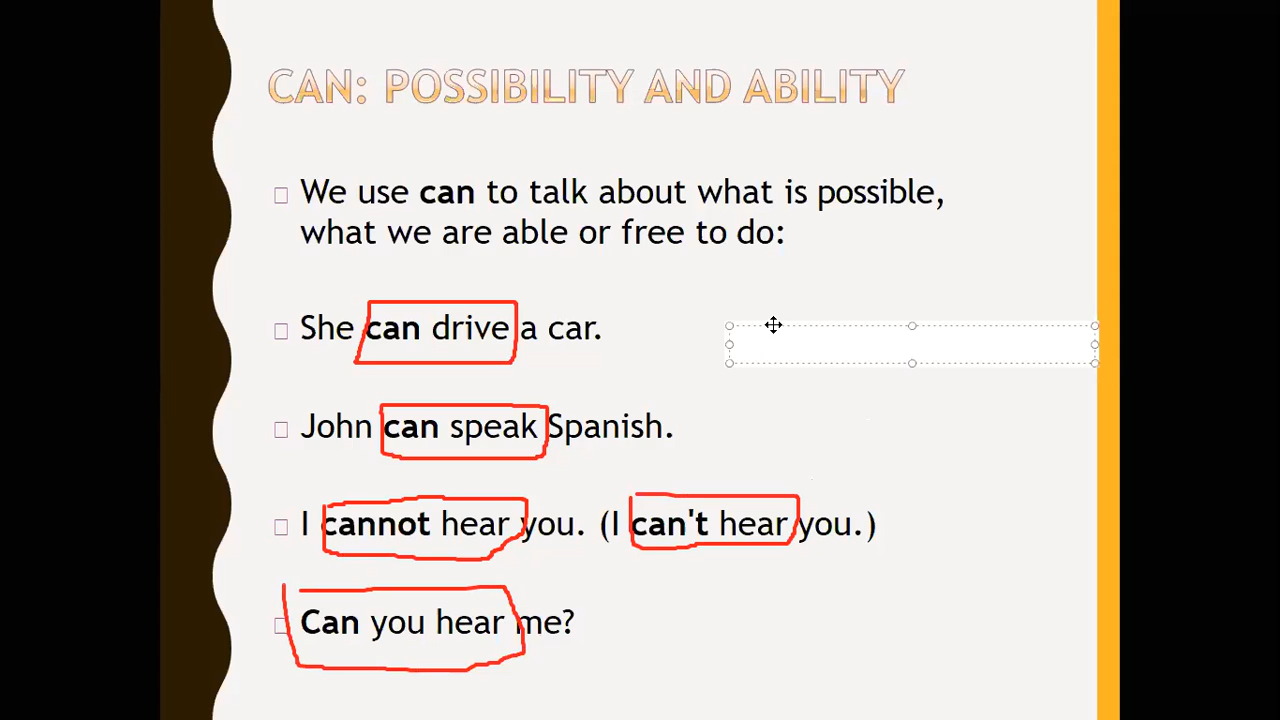 CAN: POSSIBILITY AND ABILITY
We use can to talk about what is possible,
what we are able or free to do:
She can drive a car.
John can speak Spanish.
I cannot hear you. (I can't hear you.)
Can you hear me?